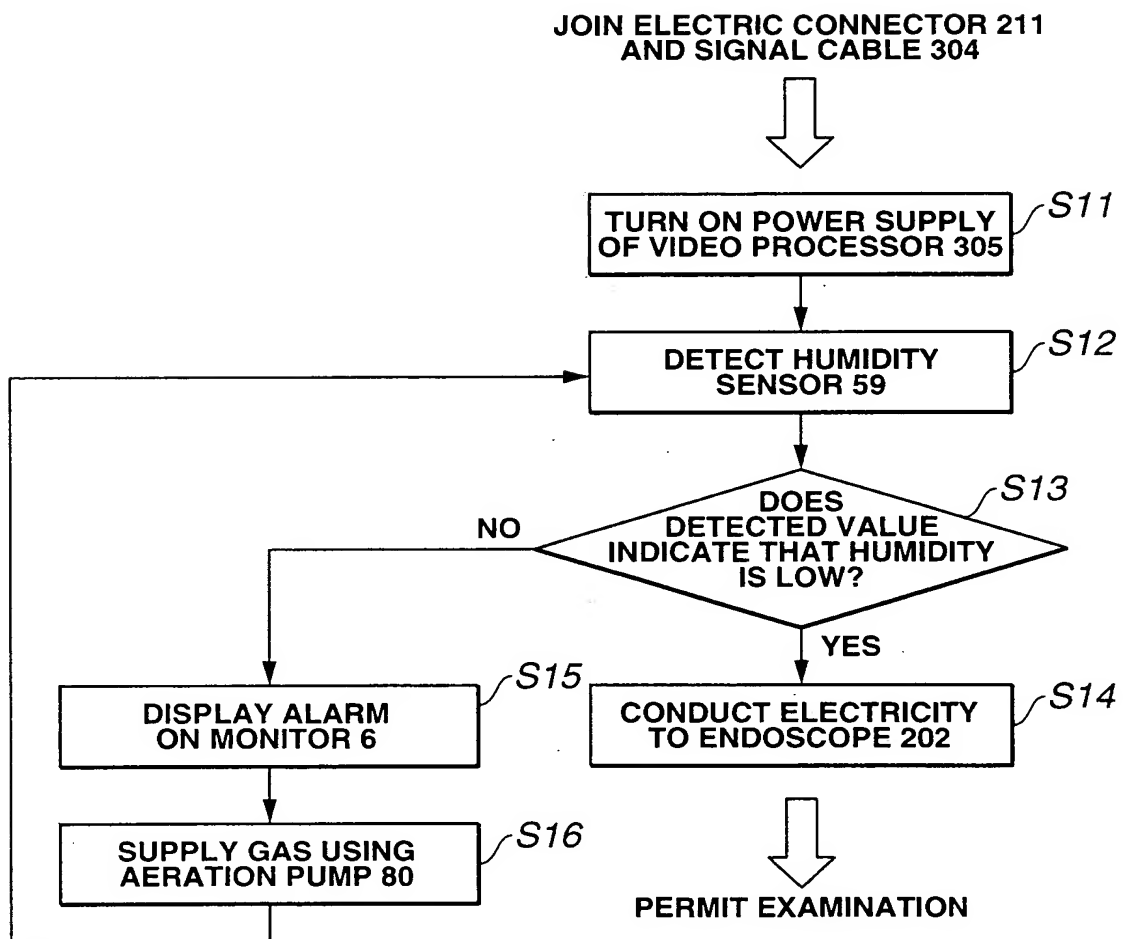 JOIN ELECTRIC CONNECTOR 211
AND SIGNAL CABLE 304
S11
TURN ON POWER SUPPLY
OF VIDEO PROCESSOR 305
S12
DETECT HUMIDITY
SENSOR 59
S13
DOES
DETECTED VALUE
INDICATE THAT HUMIDITY
IS LOW?
NO
YES
S15
DISPLAY ALARM
ON MONITOR 6
S14
CONDUCT ELECTRICITY
TO ENDOSCOPE 202
S16
SUPPLY GAS USING
AERATION PUMP 80
PERMIT EXAMINATION